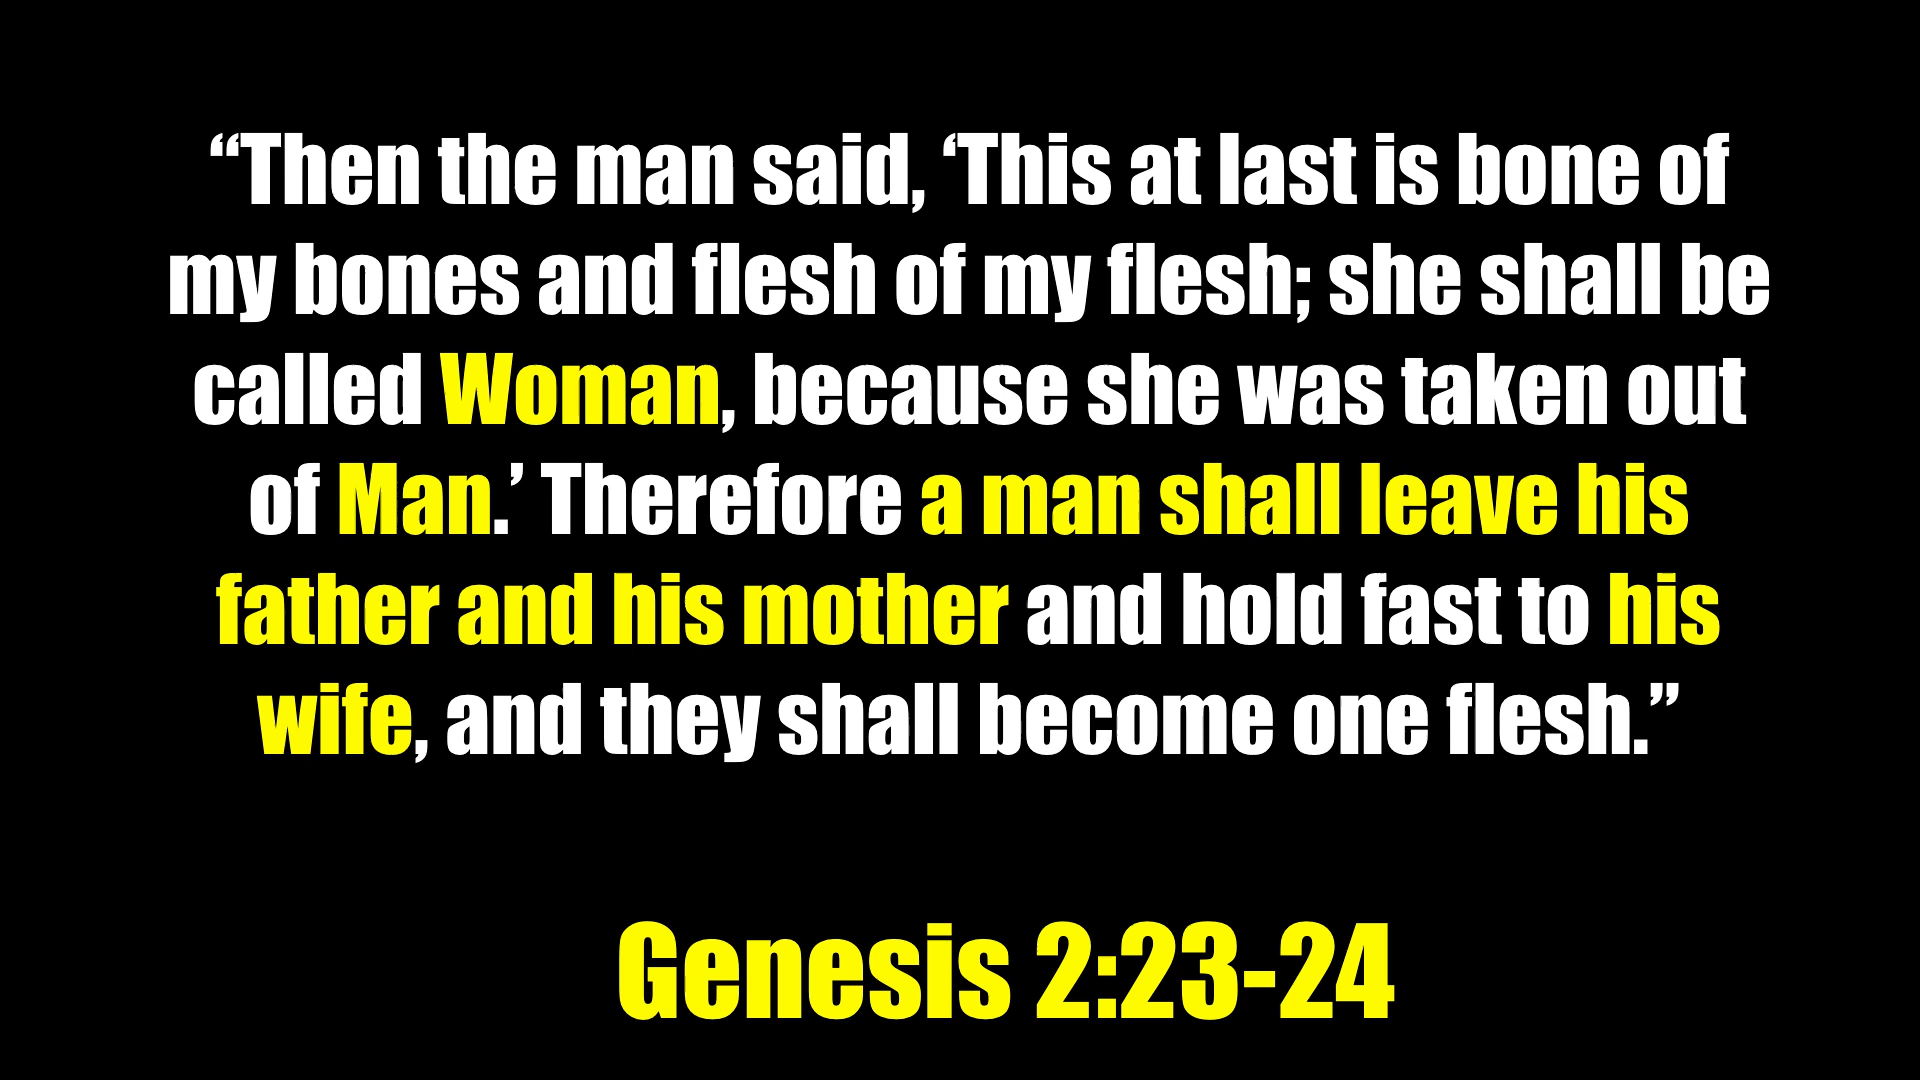 “Then the man said, ‘This at last is bone of
my bones and flesh of my flesh; she shall be
called Woman, because she was taken out
of Man.’ Therefore a man shall leave his
father and his mother and hold fast to his
wife, and they shall become one flesh.”
Genesis 2:23-24